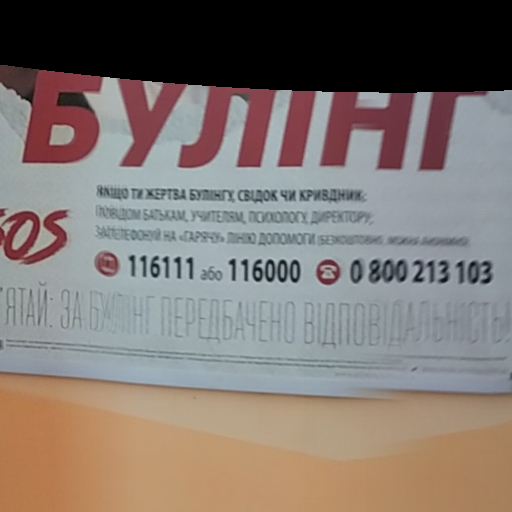 БУЛІНГ
ЯКЩО ТИ ЖЕРТВА БУЛІНГУ, СВІДОК ЧИ КРИВДНИК:
ПОВІДОМ БАТЬКАМ, УЧИТЕЛЯМ, ПСИХОЛОГУ, ДИРЕКТОРУ;
SOS
ЗАТЕЛЕФОНУЙ НА «ГАРЯЧУ» ЛІНІЮ ДОПОМОГИ (БЕЗКОШТОВНО, МОЖНА АНОНІМНО)
116111 або 116000 0 800 213 103
'ЯТАЙ: ЗА БУЛІНГ ПЕРЕДБАЧЕНО ВІДПОВІДАЛЬНІСТЬ!